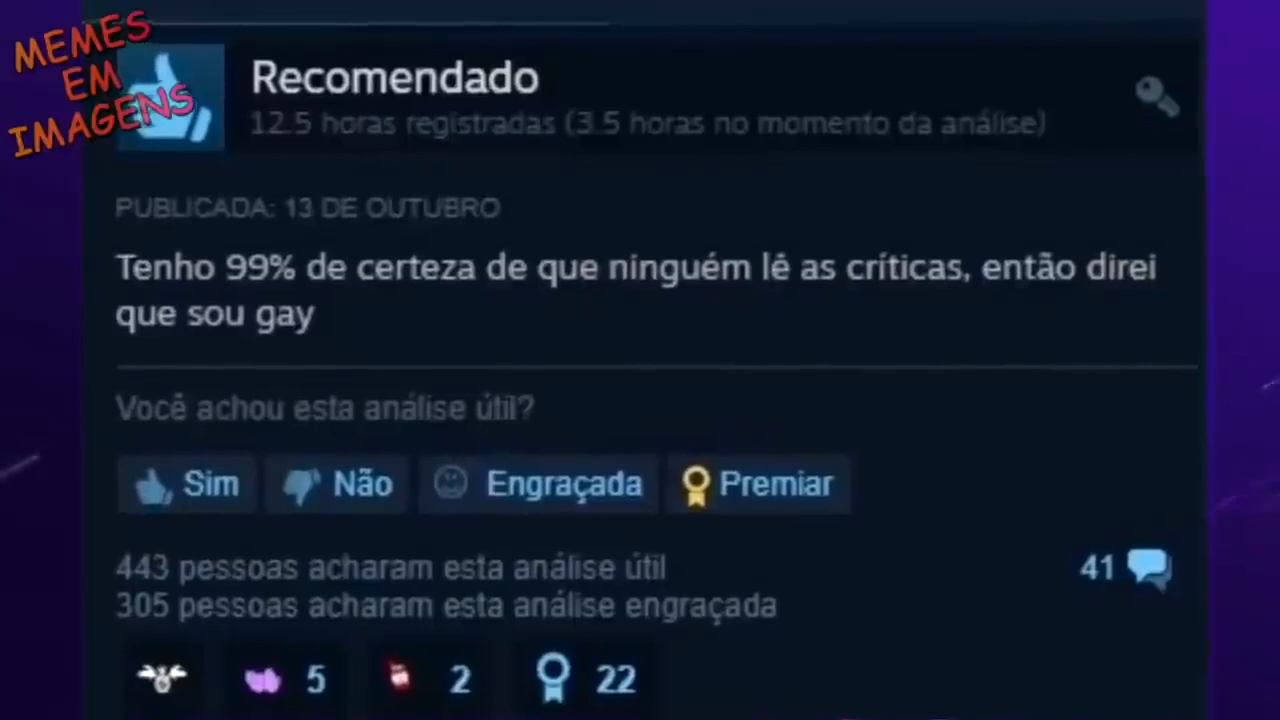 MEMES
EM
IMAGENS
Recomendado
12.5 horas registradas (3.5 horas no momento da análise)
PUBLICADA: 13 DE OUTUBRO
Tenho 99% de certeza de que ninguém lê as críticas, então direi
que sou gay
Você achou esta análise útil?
Sim Não Engraçada Premiar
443 pessoas acharam esta análise útil
41
305 pessoas acharam esta análise engraçada
5 2 22